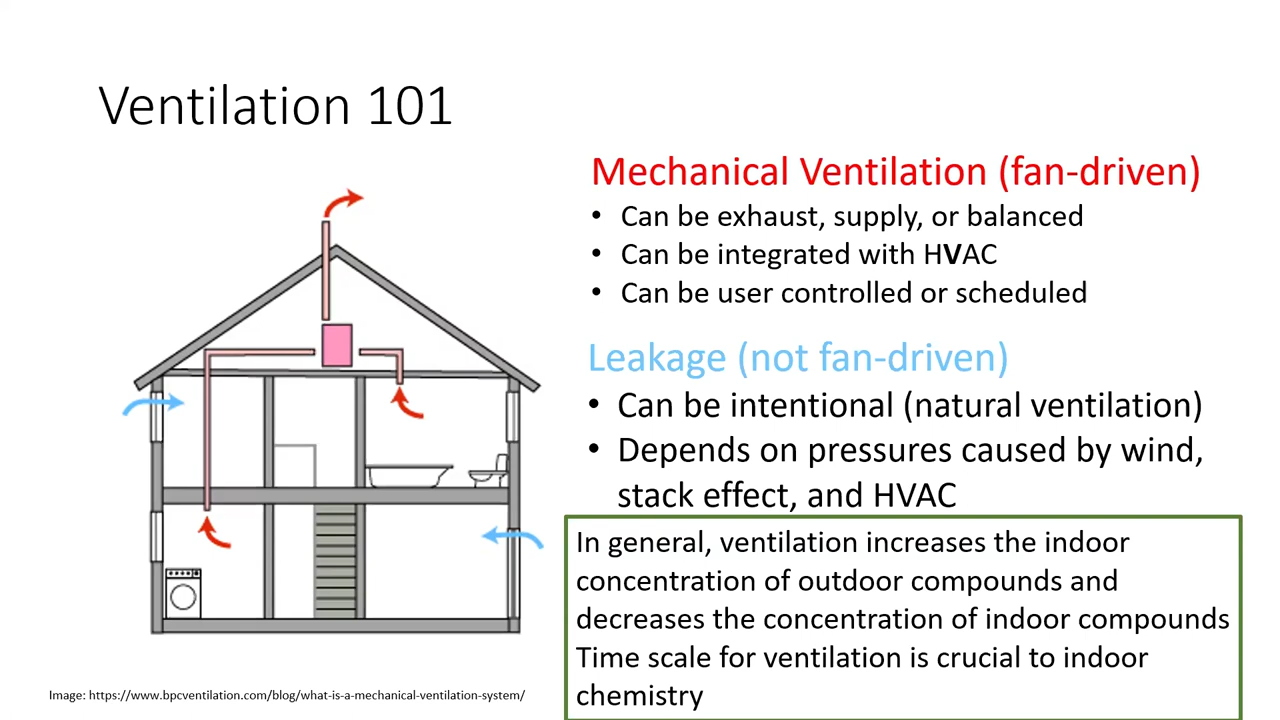 Ventilation 101
Mechanical Ventilation (fan-driven)
• Can be exhaust, supply, or balanced
• Can be integrated with HVAC
• Can be user controlled or scheduled
Leakage (not fan-driven)
• Can be intentional (natural ventilation)
• Depends on pressures caused by wind,
stack effect, and HVAC
In general, ventilation increases the indoor
concentration of outdoor compounds and
decreases the concentration of indoor compounds
Time scale for ventilation is crucial to indoor
chemistry
Image: https://www.bpcventilation.com/blog/what-is-a-mechanical-ventilation-system/